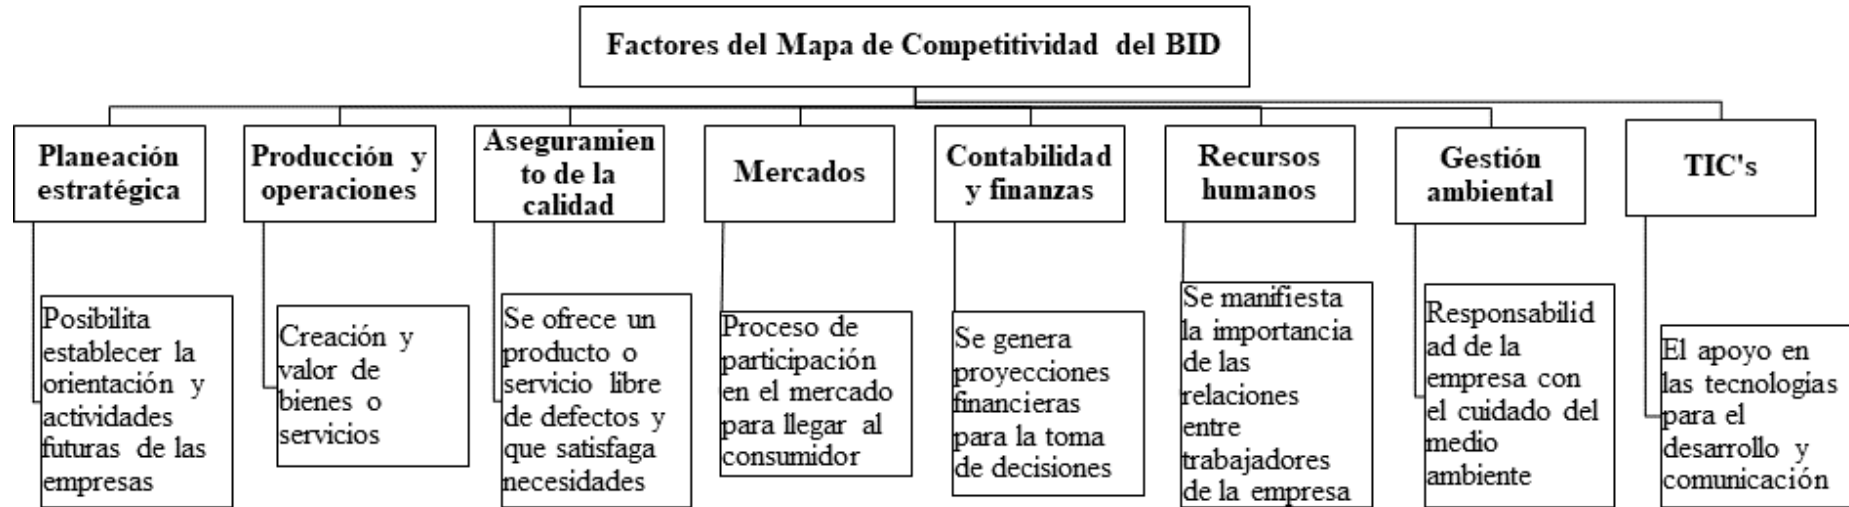 Factores del Mapa de Competitividad del BID
Planeación
estratégica
Producción y
operaciones
Aseguramien
to de la
calidad
Mercados
Contabilidad
y finanzas
Recursos
humanos
Gestión
ambiental
TIC's
Posibilita
establecer la
orientación y
actividades
futuras de las
empresas
Creación y
valor de
bienes o
servicios
Se ofrece un
producto o
servicio libre
de defectos y
que satisfaga
necesidades
Proceso de
participación
en el mercado
para llegar al
consumidor
Se genera
proyecciones
financieras
para la toma
de decisiones
Se manifiesta
la importancia
de las
relaciones
entre
trabajadores
de la empresa
Responsabilid
ad de la
empresa con
el cuidado del
medio
ambiente
El apoyo en
las tecnologías
para el
desarrollo y
comunicación